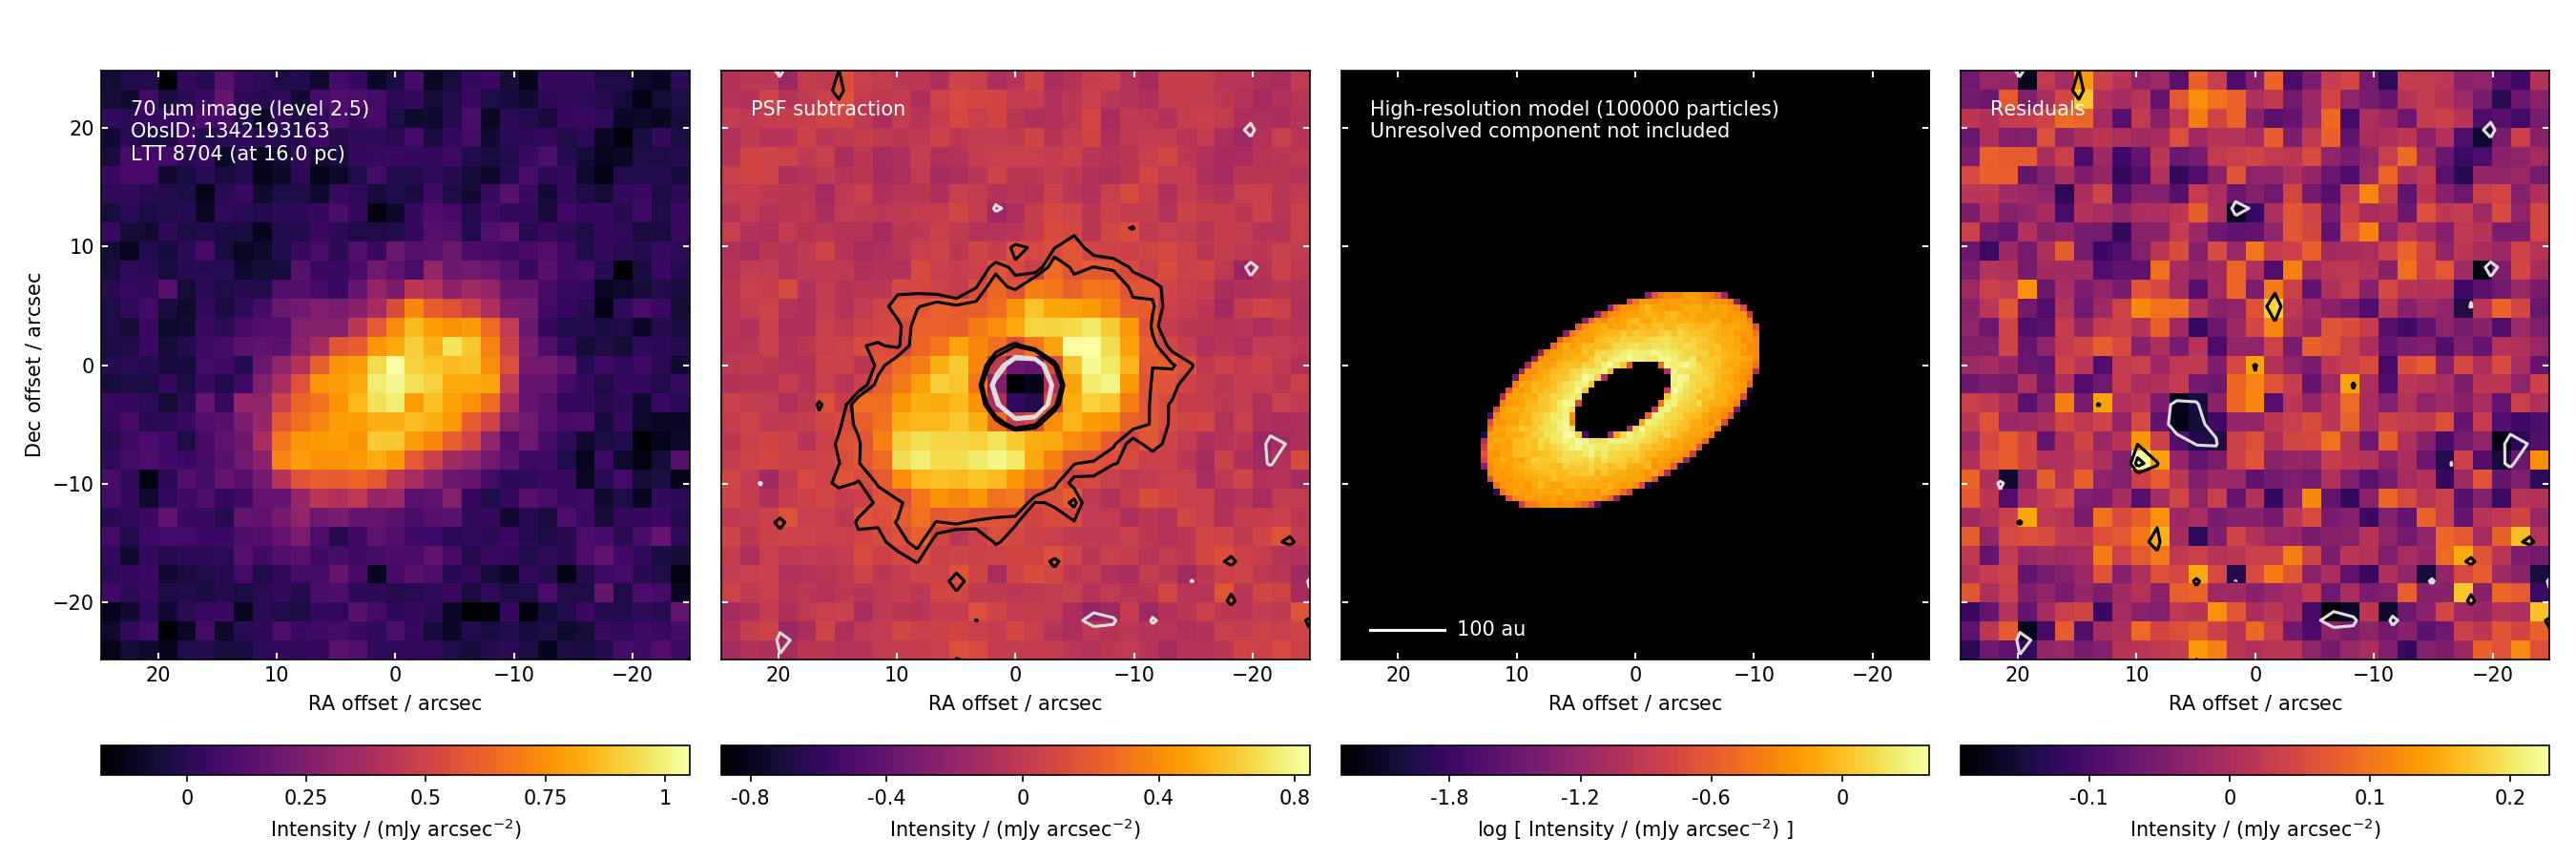 70 μm image (level 2.5)
ObsID: 1342193163
LTT 8704 (at 16.0 pc)
PSF subtraction
High-resolution model (100000 particles)
Unresolved component not included
Residuals
20
10
0
−10
−20
Dec offset / arcsec
100 au
20 10 0 −10 −20
20 10 0 −10 −20
20 10 0 −10 −20
20 10 0 −10 −20
RA offset / arcsec
RA offset / arcsec
RA offset / arcsec
RA offset / arcsec
0 0.25 0.5 0.75 1
-0.8 -0.4 0 0.4 0.8
-1.8 -1.2 -0.6 0
-0.1 0 0.1 0.2
Intensity / (mJy arcsec⁻²)
Intensity / (mJy arcsec⁻²)
log [ Intensity / (mJy arcsec⁻²) ]
Intensity / (mJy arcsec⁻²)